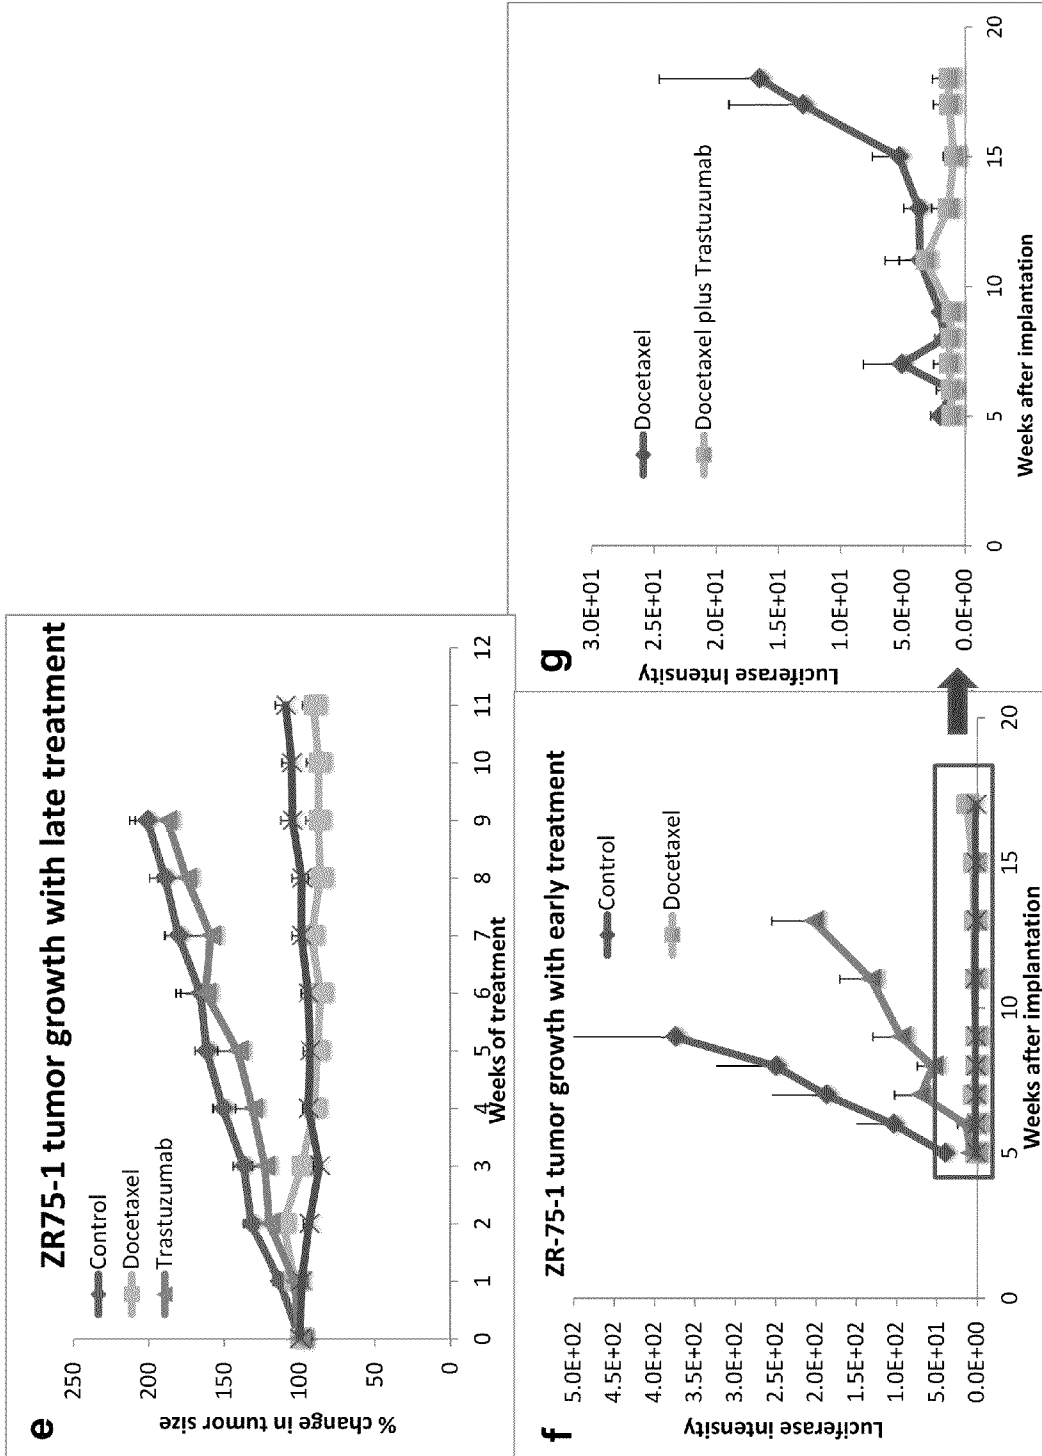 e
ZR75-1 tumor growth with late treatment
Control
Docetaxel
Trastuzumab
% change in tumor size
250
200
150
100
50
0
0 1 2 3 4 5 6 7 8 9 10 11 12
Weeks of treatment
f
ZR-75-1 tumor growth with early treatment
Control
Docetaxel
Luciferase intensity
5.0E+02
4.5E+02
4.0E+02
3.5E+02
3.0E+02
2.5E+02
2.0E+02
1.5E+02
1.0E+02
5.0E+01
0.0E+00
0 5 10 15 20
Weeks after implantation
g
Docetaxel
Docetaxel plus Trastuzumab
Luciferase Intensity
3.0E+01
2.5E+01
2.0E+01
1.5E+01
1.0E+01
5.0E+00
0.0E+00
0 5 10 15 20
Weeks after implantation